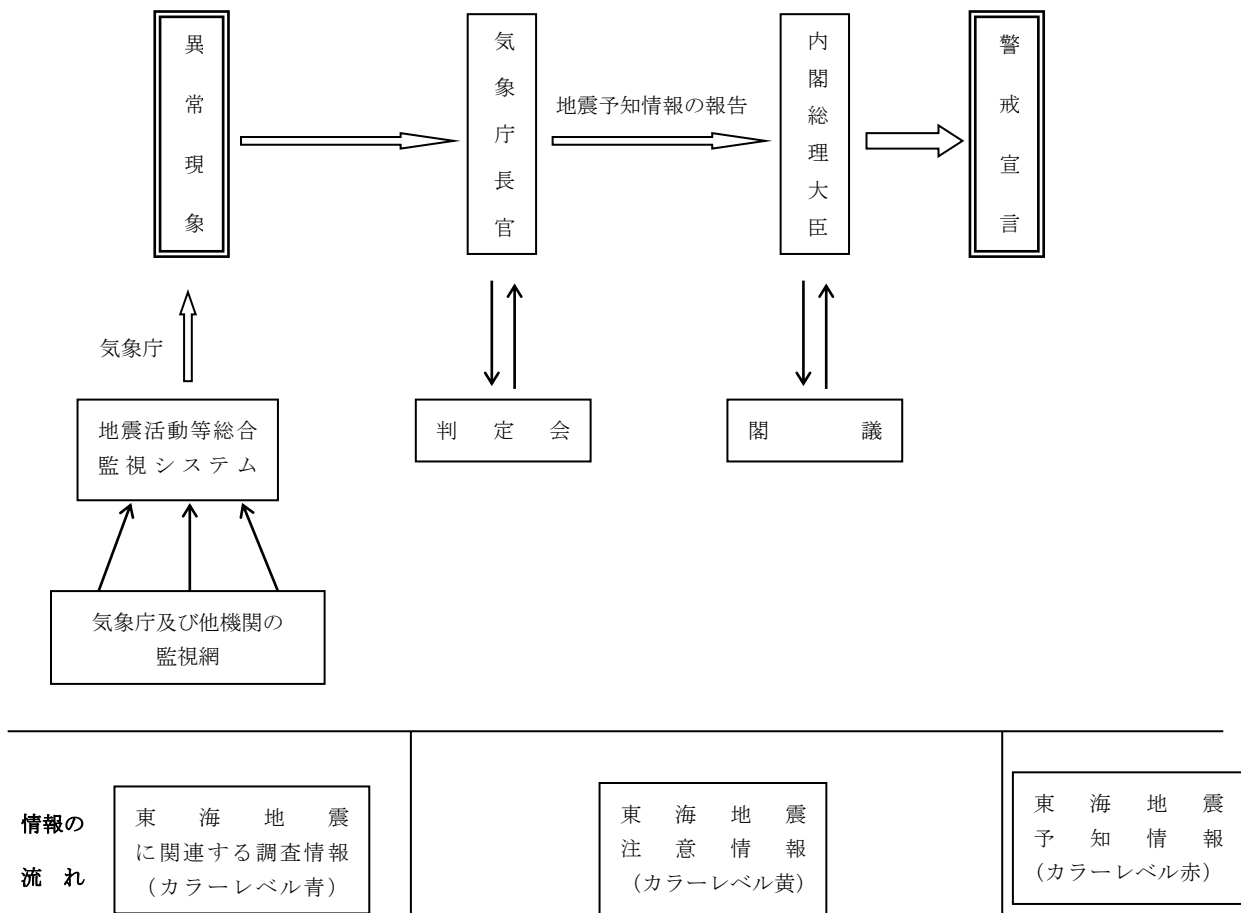 異常現象
気象庁長官
内閣総理大臣
警戒宣言
地震予知情報の報告
気象庁
地震活動等総合
監視システム
判定会
閣議
気象庁及び他機関の
監視網
情報の
流れ
東海地震
に関連する調査情報
（カラーレベル青）
東海地震
注意情報
（カラーレベル黄）
東海地震
予知情報
（カラーレベル赤）